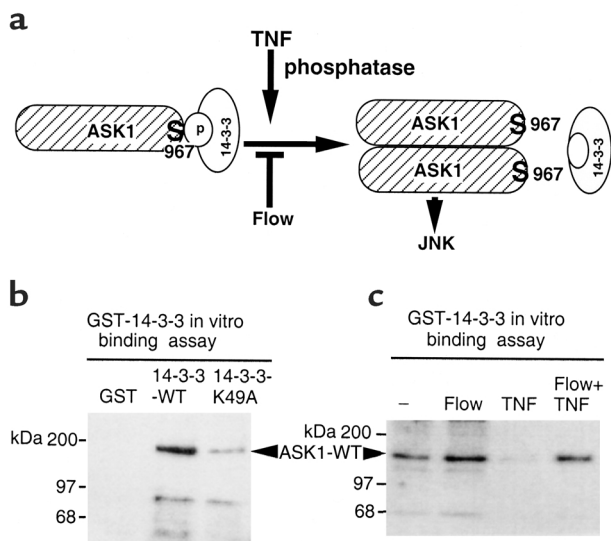 a
TNF
phosphatase
ASK1
S
967
p
14-3-3
Flow
ASK1
S 967
ASK1
S 967
14-3-3
JNK
b
GST-14-3-3 in vitro
binding assay
GST
14-3-3
-WT
14-3-3-
K49A
kDa 200-
97-
68-
ASK1-WT
c
GST-14-3-3 in vitro
binding assay
–
Flow
TNF
Flow+
TNF
kDa 200-
97-
68-